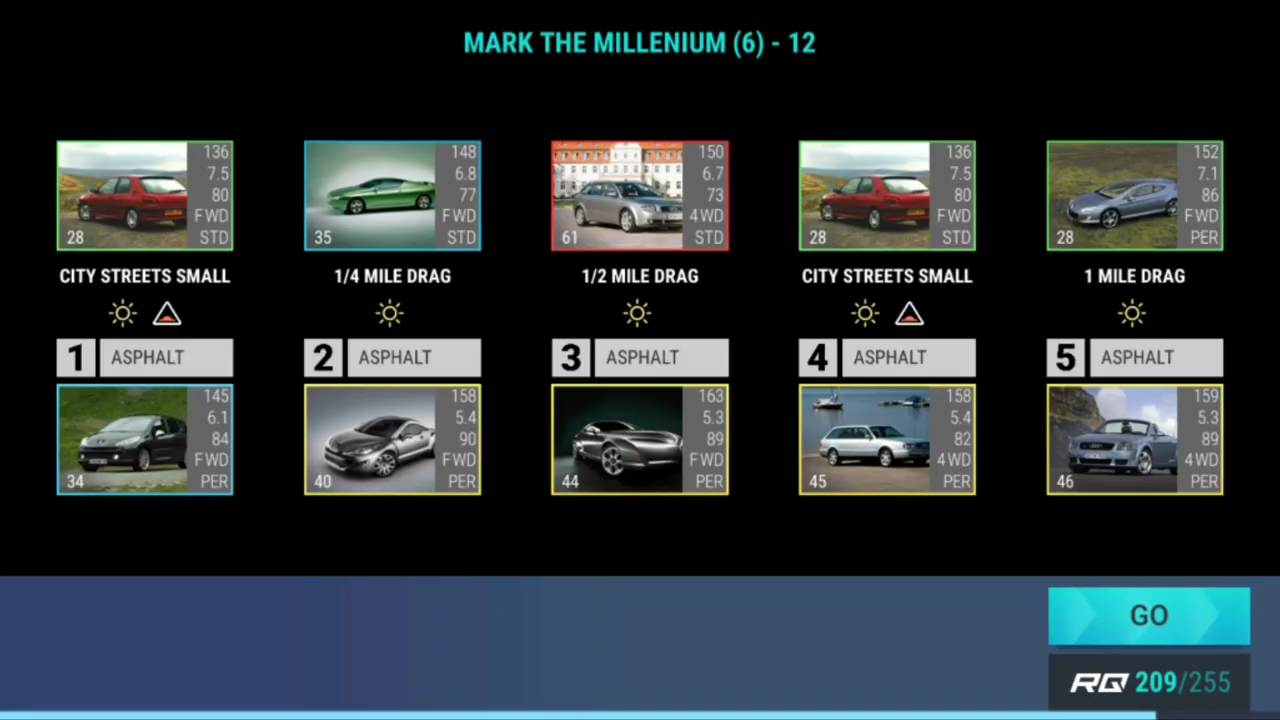 MARK THE MILLENIUM (6) - 12
136
7.5
80
FWD
28 STD
148
6.8
77
FWD
35 STD
150
6.7
73
4WD
61 STD
136
7.5
80
FWD
28 STD
152
7.1
86
FWD
28 PER
CITY STREETS SMALL
1/4 MILE DRAG
1/2 MILE DRAG
CITY STREETS SMALL
1 MILE DRAG
1 ASPHALT
2 ASPHALT
3 ASPHALT
4 ASPHALT
5 ASPHALT
145
6.1
84
FWD
34 PER
158
5.4
90
FWD
40 PER
163
5.3
89
FWD
44 PER
158
5.4
82
4WD
45 PER
159
5.3
89
4WD
46 PER
GO
RQ 209/255